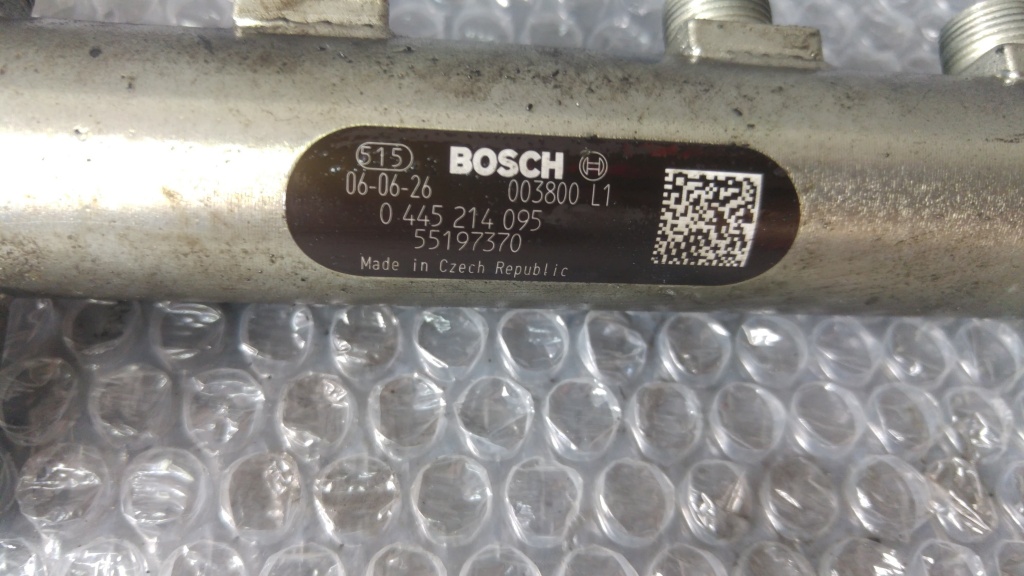 515 BOSCH
06-06-26 003800 L1
0 445 214 095
55197370
Made in Czech Republic